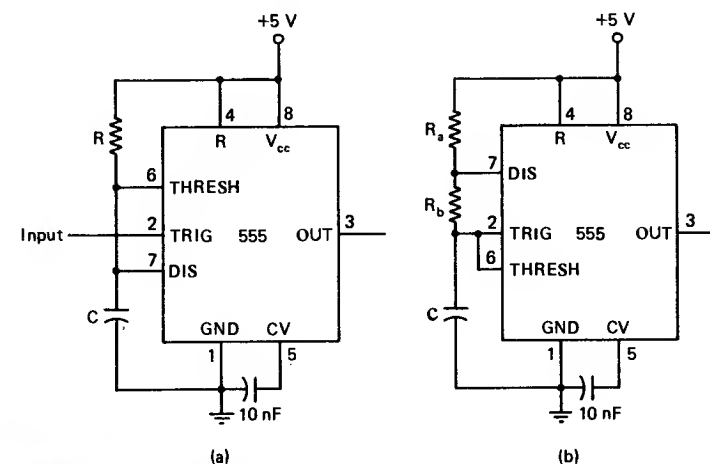 +5 V
4 8
R
R V_cc
6 THRESH
Input 2 TRIG 555 OUT 3
7 DIS
C
GND CV
1 5
10 nF
(a)
+5 V
4 8
R_a
R V_cc
7 DIS
R_b
2 TRIG 555 OUT 3
6 THRESH
C
GND CV
1 5
10 nF
(b)